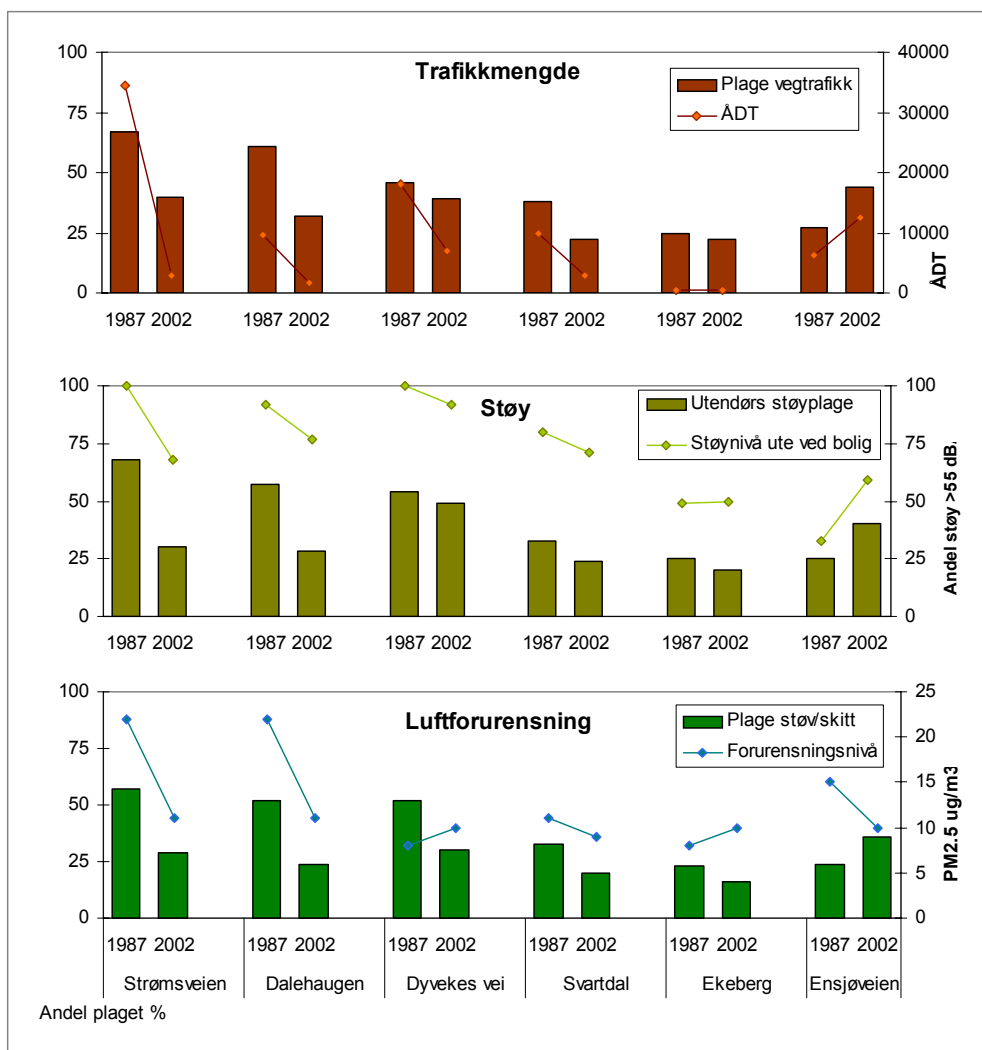 Trafikkmengde
Plage vegtrafikk
ÅDT
100
75
50
25
0
40000
30000
20000
10000
0
ÅDT
1987 2002 1987 2002 1987 2002 1987 2002 1987 2002 1987 2002
Støy
Utendørs støyplage
Støynivå ute ved bolig
100
75
50
25
0
100
75
50
25
0
Andel støy >55 dB.
1987 2002 1987 2002 1987 2002 1987 2002 1987 2002 1987 2002
Luftforurensning
Plage støv/skitt
Forurensningsnivå
100
75
50
25
0
25
20
15
10
5
0
PM2.5 ug/m3
1987 2002 1987 2002 1987 2002 1987 2002 1987 2002 1987 2002
Strømsveien Dalehaugen Dyvekes vei Svartdal Ekeberg Ensjøveien
Andel plaget %